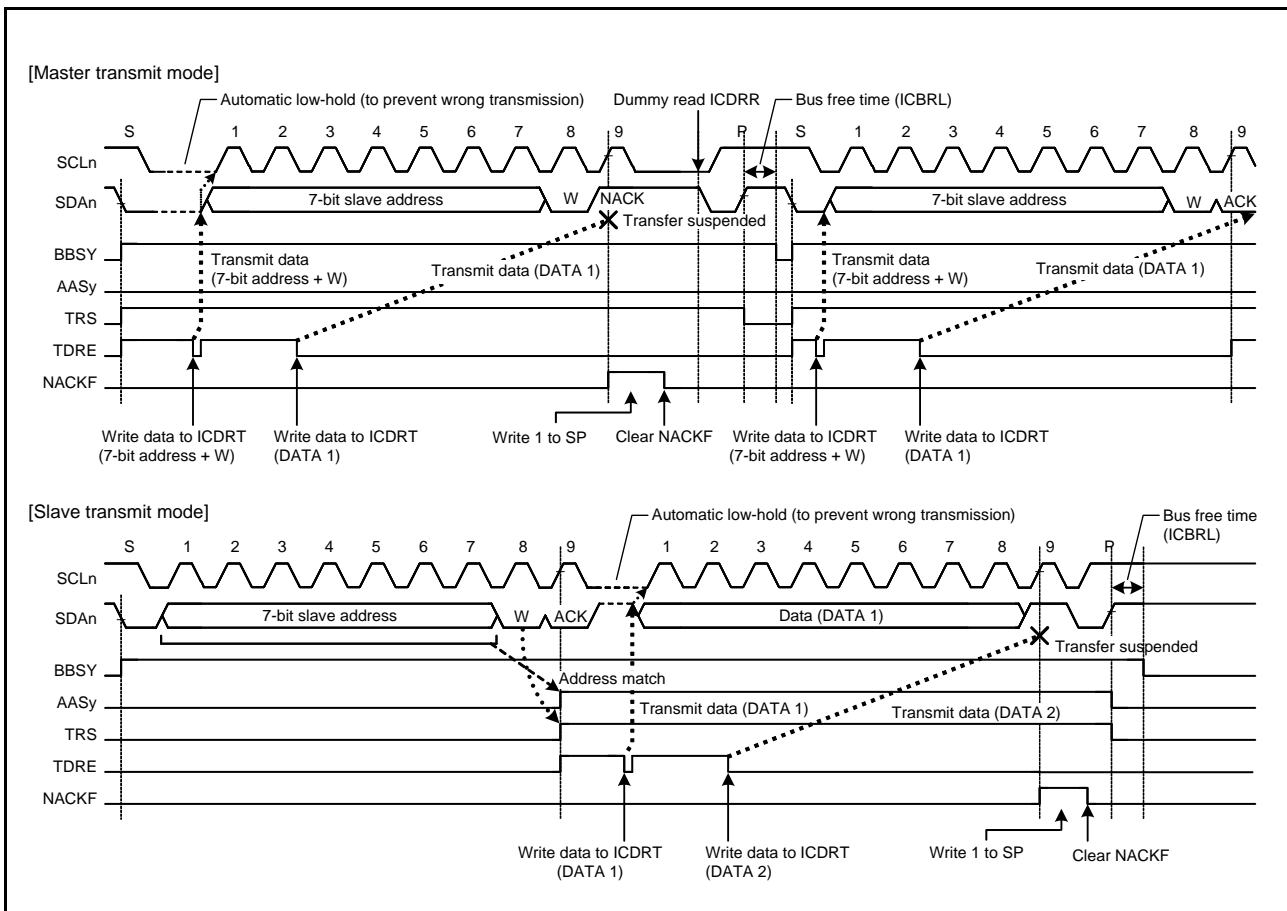 [Master transmit mode]
Automatic low-hold (to prevent wrong transmission)
Dummy read ICDRR
Bus free time (ICBRL)
S 1 2 3 4 5 6 7 8 9 P S 1 2 3 4 5 6 7 8 9
SCLn
SDAn 7-bit slave address W NACK 7-bit slave address W ACK
Transfer suspended
BBSY
Transmit data
(7-bit address + W)
Transmit data (DATA 1)
Transmit data
(7-bit address + W)
Transmit data (DATA 1)
AASy
TRS
TDRE
NACKF
Write data to ICDRT
(7-bit address + W)
Write data to ICDRT
(DATA 1)
Write 1 to SP
Clear NACKF
Write data to ICDRT
(7-bit address + W)
Write data to ICDRT
(DATA 1)
[Slave transmit mode]
Automatic low-hold (to prevent wrong transmission)
Bus free time
(ICBRL)
S 1 2 3 4 5 6 7 8 9 1 2 3 4 5 6 7 8 9 P
SCLn
SDAn 7-bit slave address W ACK Data (DATA 1)
Transfer suspended
BBSY
Address match
AASy
Transmit data (DATA 1)
Transmit data (DATA 2)
TRS
TDRE
NACKF
Write data to ICDRT
(DATA 1)
Write data to ICDRT
(DATA 2)
Write 1 to SP
Clear NACKF